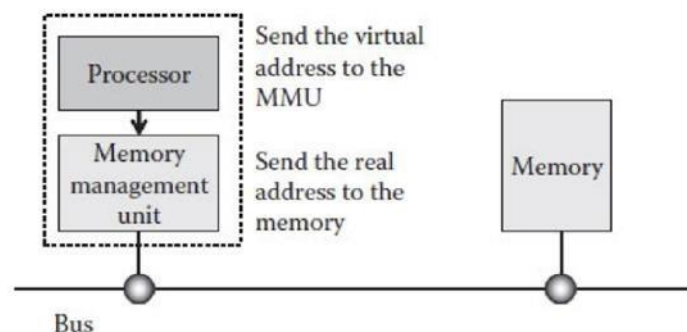 Processor
Send the virtual
address to the
MMU
Memory
management
unit
Send the real
address to the
memory
Memory
Bus